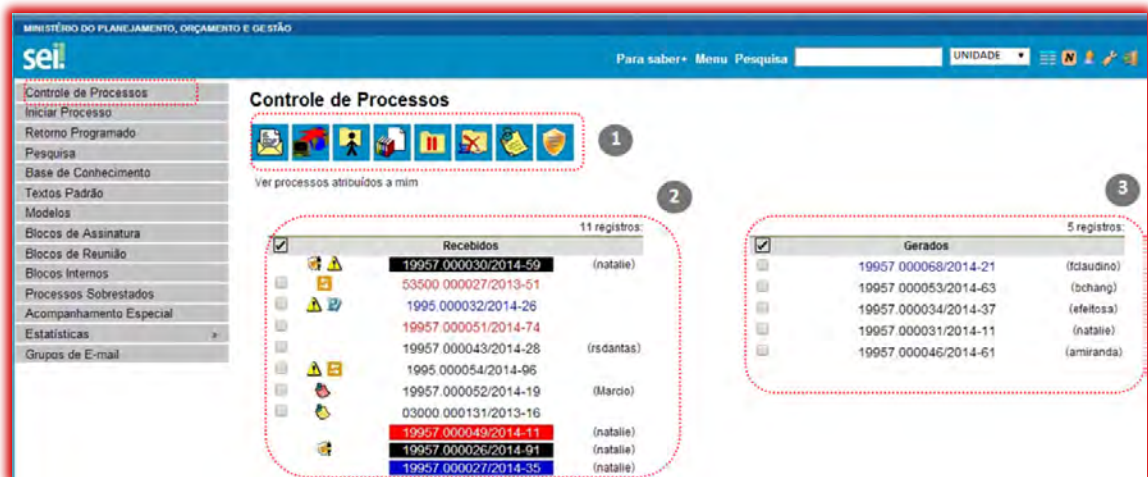 MINISTÉRIO DO PLANEJAMENTO, ORÇAMENTO E GESTÃO
sei!
Para saber+ Menu Pesquisa UNIDADE
N
Controle de Processos
Iniciar Processo
Retorno Programado
Pesquisa
Base de Conhecimento
Textos Padrão
Modelos
Blocos de Assinatura
Blocos de Reunião
Blocos Internos
Processos Sobrestados
Acompanhamento Especial
Estatísticas »
Grupos de E-mail
Controle de Processos
1
Ver processos atribuídos a mim
2
11 registros:
Recebidos
19957.000030/2014-59 (natalie)
53500.000027/2013-51
1995.000032/2014-26
19957.000051/2014-74
19957.000043/2014-28 (rsdantas)
1995.000054/2014-96
19957.000052/2014-19 (Marcio)
03000.000131/2013-16
19957.000049/2014-11 (natalie)
19957.000026/2014-91 (natalie)
19957.000027/2014-35 (natalie)
3
5 registros:
Gerados
19957.000068/2014-21 (fclaudino)
19957.000053/2014-63 (bchang)
19957.000034/2014-37 (efeitosa)
19957.000031/2014-11 (natalie)
19957.000046/2014-61 (amiranda)